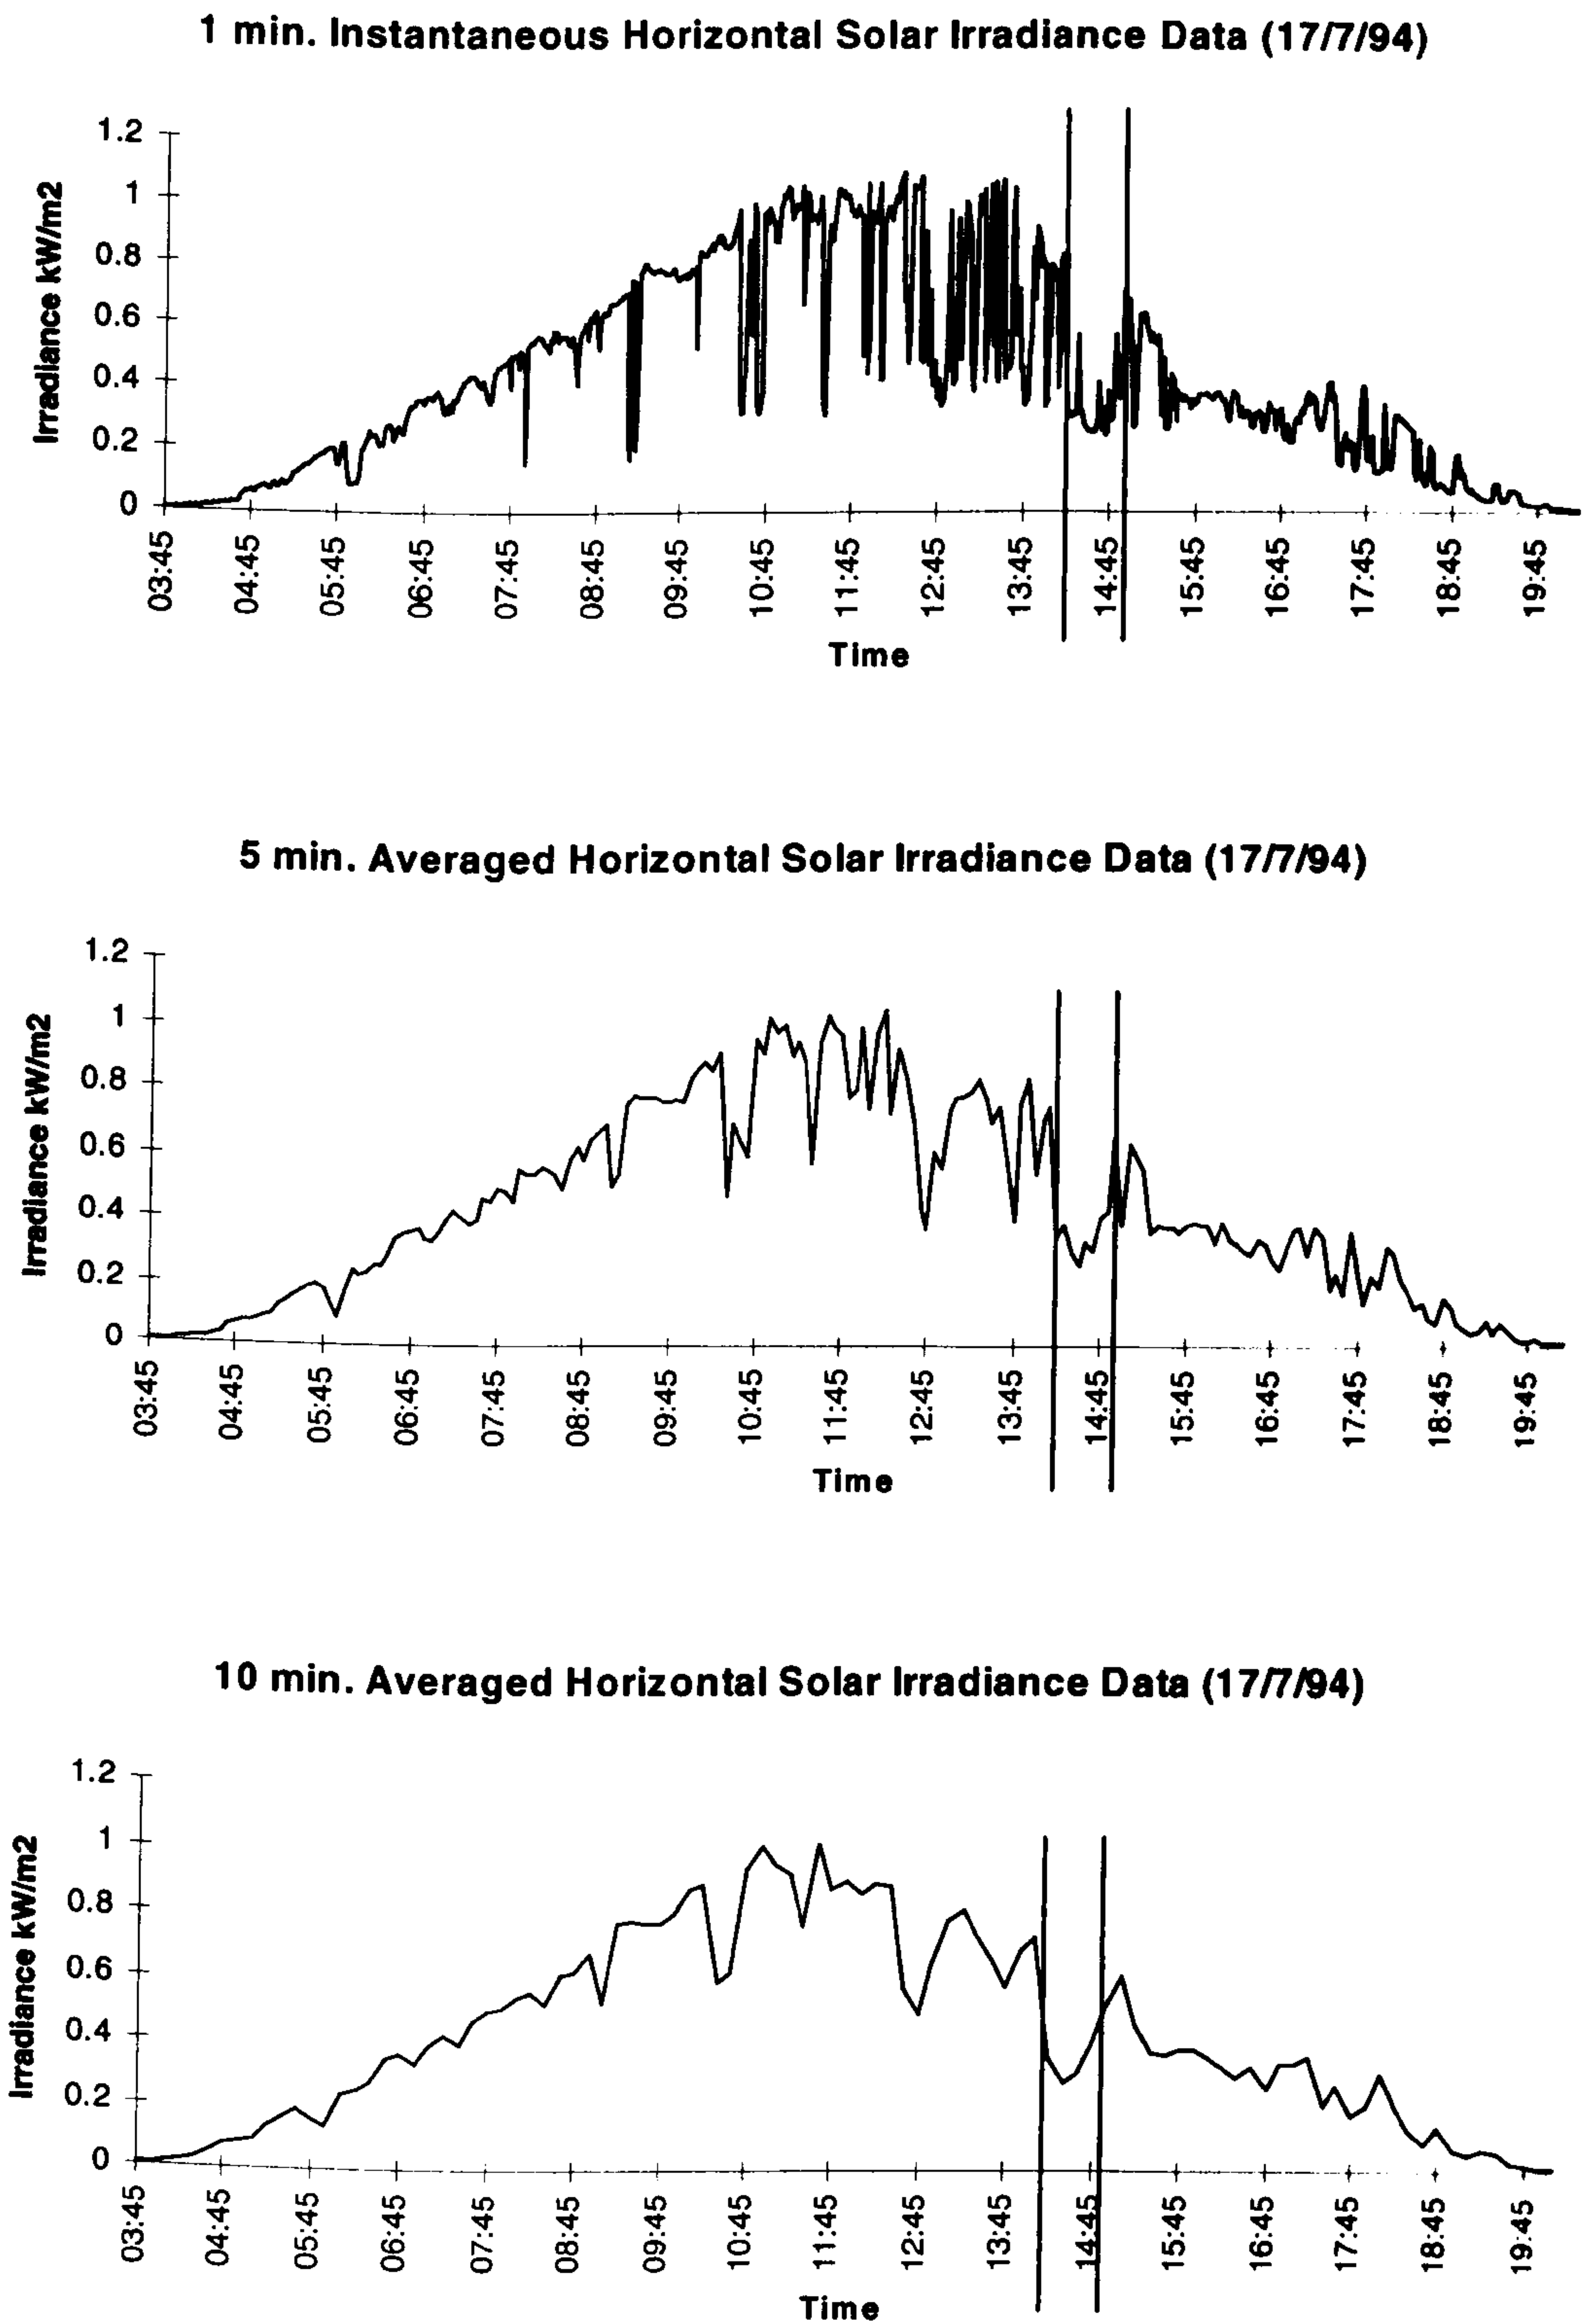 1 min. Instantaneous Horizontal Solar Irradiance Data (17/7/94)
Irradiance kW/m2
1.2
1
0.8
0.6
0.4
0.2
0
03:45 04:45 05:45 06:45 07:45 08:45 09:45 10:45 11:45 12:45 13:45 14:45 15:45 16:45 17:45 18:45 19:45
Time
5 min. Averaged Horizontal Solar Irradiance Data (17/7/94)
Irradiance kW/m2
1.2
1
0.8
0.6
0.4
0.2
0
03:45 04:45 05:45 06:45 07:45 08:45 09:45 10:45 11:45 12:45 13:45 14:45 15:45 16:45 17:45 18:45 19:45
Time
10 min. Averaged Horizontal Solar Irradiance Data (17/7/94)
Irradiance kW/m2
1.2
1
0.8
0.6
0.4
0.2
0
03:45 04:45 05:45 06:45 07:45 08:45 09:45 10:45 11:45 12:45 13:45 14:45 15:45 16:45 17:45 18:45 19:45
Time